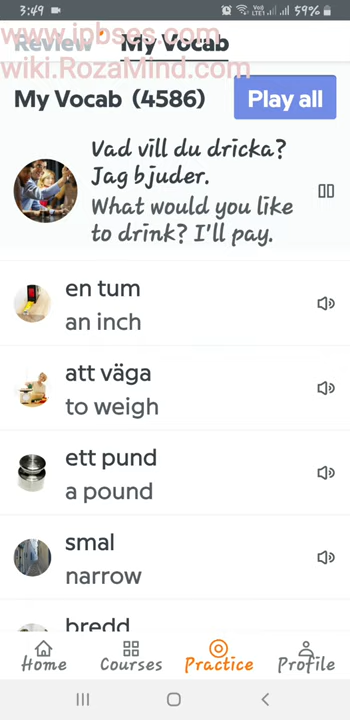 3:49 59%
www.ipbses.com
Review My Vocab
wiki.RozaMind.com
My Vocab (4586) Play all
Vad vill du dricka?
Jag bjuder.
What would you like
to drink? I'll pay.
en tum
an inch
att väga
to weigh
ett pund
a pound
smal
narrow
bredd
Home Courses Practice Profile